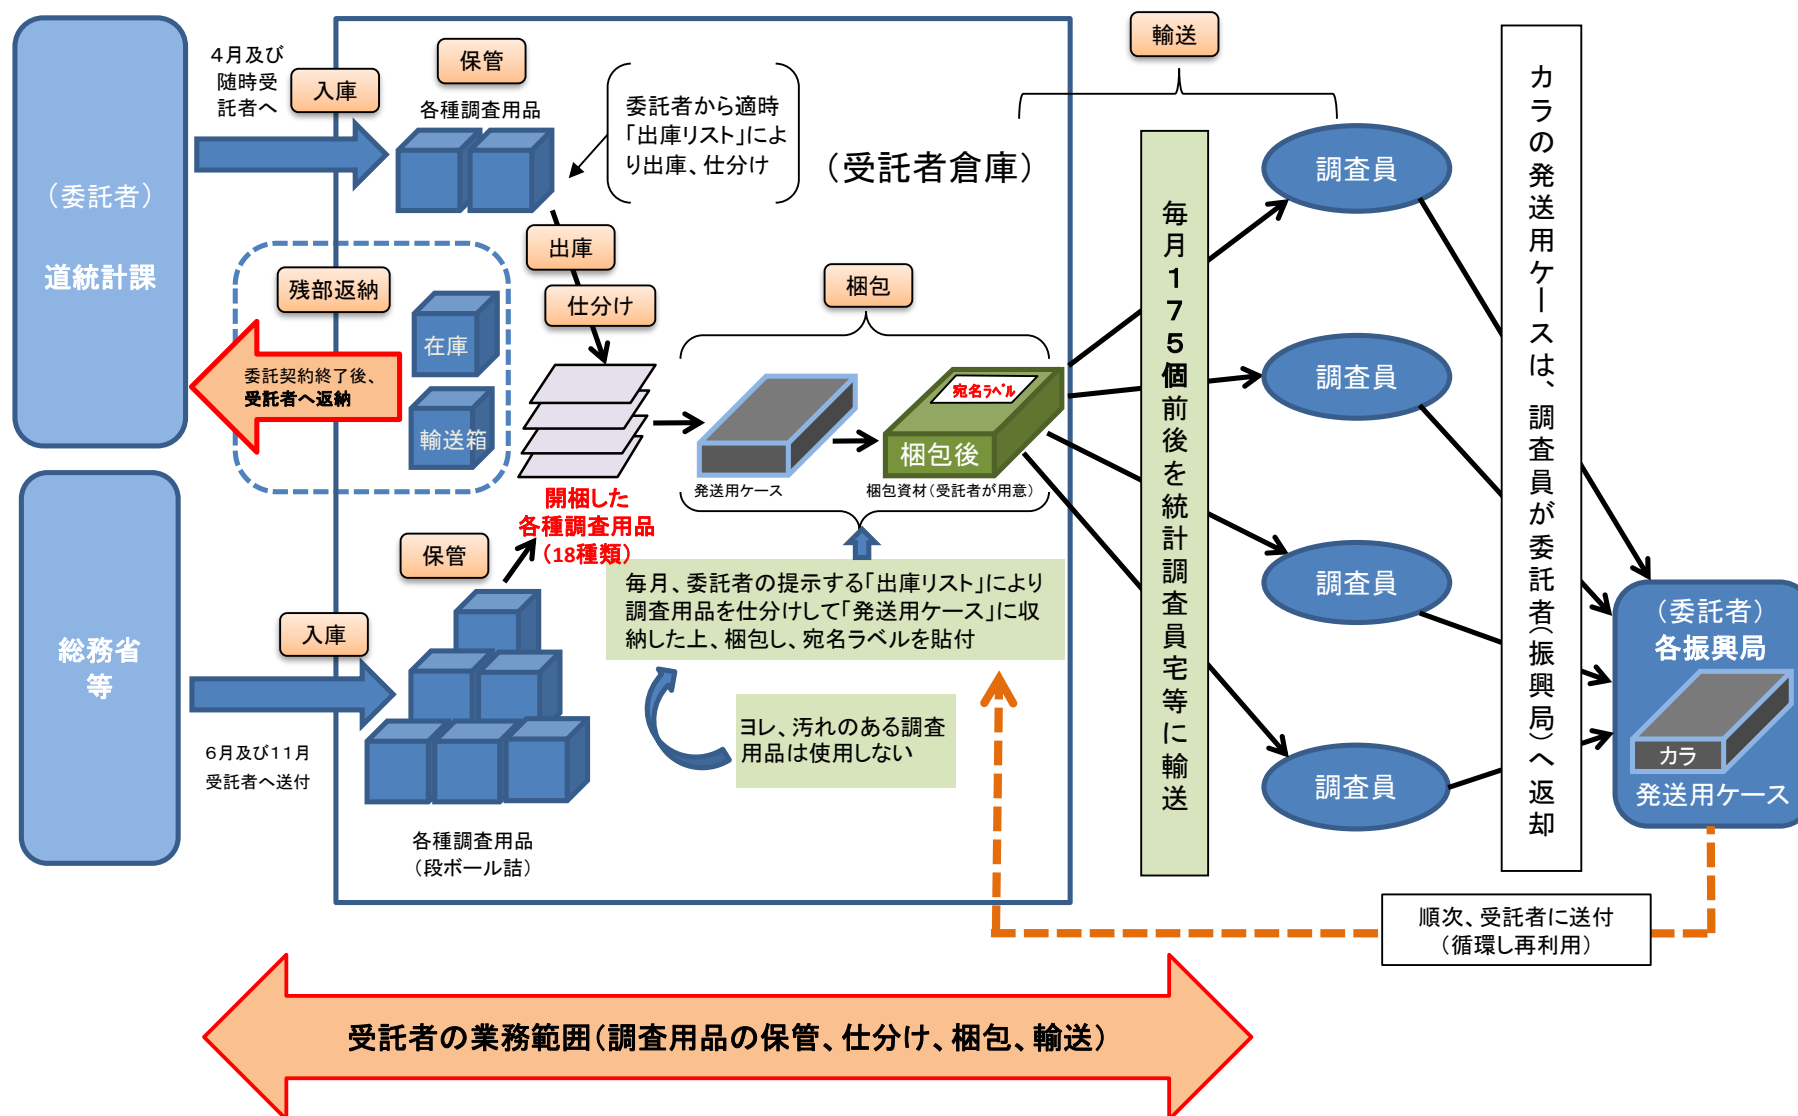 （委託者）
道統計課
4月及び
随時受
託者へ
入庫
保管
各種調査用品
委託者から適時
「出庫リスト」によ
り出庫、仕分け
（受託者倉庫）
輸送
出庫
仕分け
残部返納
在庫
輸送箱
委託契約終了後、
受託者へ返納
開梱した
各種調査用品
（18種類）
梱包
発送用ケース
宛名ラベル
梱包後
梱包資材（受託者が用意）
毎月、委託者の提示する「出庫リスト」により
調査用品を仕分けして「発送用ケース」に収
納した上、梱包し、宛名ラベルを貼付
ヨレ、汚れのある調査
用品は使用しない
総務省
等
6月及び11月
受託者へ送付
入庫
保管
各種調査用品
（段ボール詰）
毎月175個前後を統計調査員宅等に輸送
調査員
調査員
調査員
調査員
カラの発送用ケースは、調査員が委託者（振興局）へ返却
（委託者）
各振興局
カラ
発送用ケース
順次、受託者に送付
（循環し再利用）
受託者の業務範囲（調査用品の保管、仕分け、梱包、輸送）